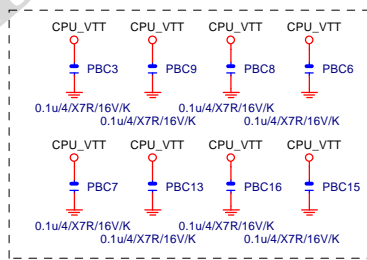 CPU_VTT CPU_VTT CPU_VTT CPU_VTT
PBC3 PBC9 PBC8 PBC6
0.1u/4/X7R/16V/K 0.1u/4/X7R/16V/K
0.1u/4/X7R/16V/K 0.1u/4/X7R/16V/K
CPU_VTT CPU_VTT CPU_VTT CPU_VTT
PBC7 PBC13 PBC16 PBC15
0.1u/4/X7R/16V/K 0.1u/4/X7R/16V/K
0.1u/4/X7R/16V/K 0.1u/4/X7R/16V/K